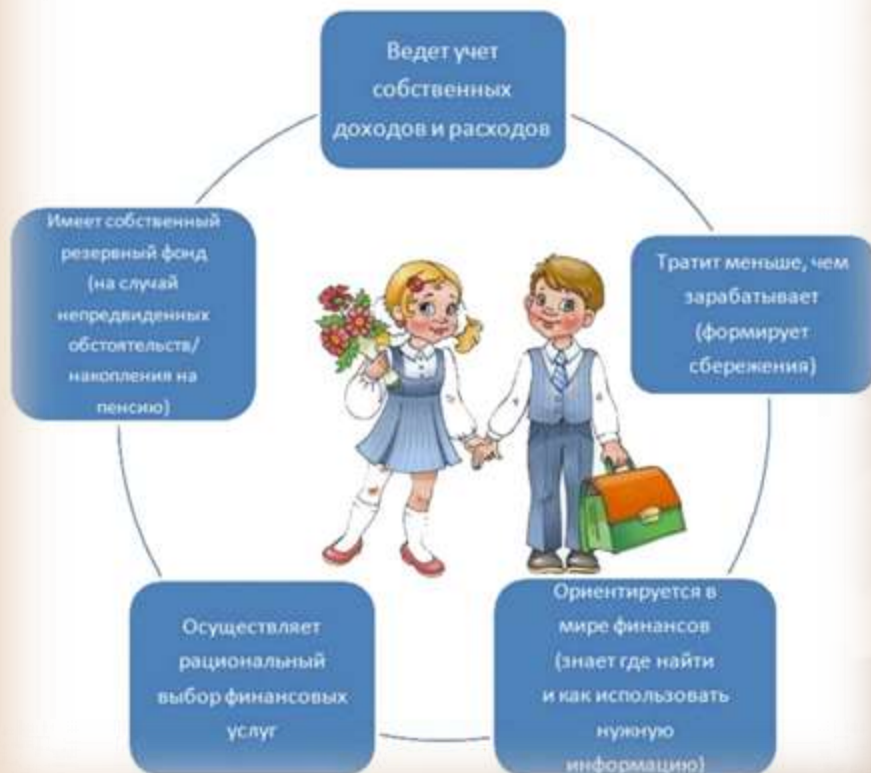 Ведет учет
собственных
доходов и расходов
Тратит меньше, чем
зарабатывает
(формирует
сбережения)
Ориентируется в
мире финансов
(знает где найти
и как использовать
нужную
информацию)
Осуществляет
рациональный
выбор финансовых
услуг
Имеет собственный
резервный фонд
(на случай
непредвиденных
обстоятельств/
накопления на
пенсию)